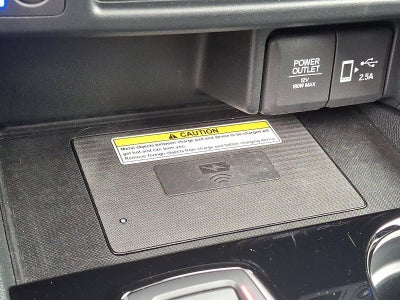 POWER
OUTLET
12V
180W MAX
2.5A
CAUTION
Metal objects between charge pad and device to be charged will
get hot and can burn you.
Remove foreign objects from charge pad before charging device.